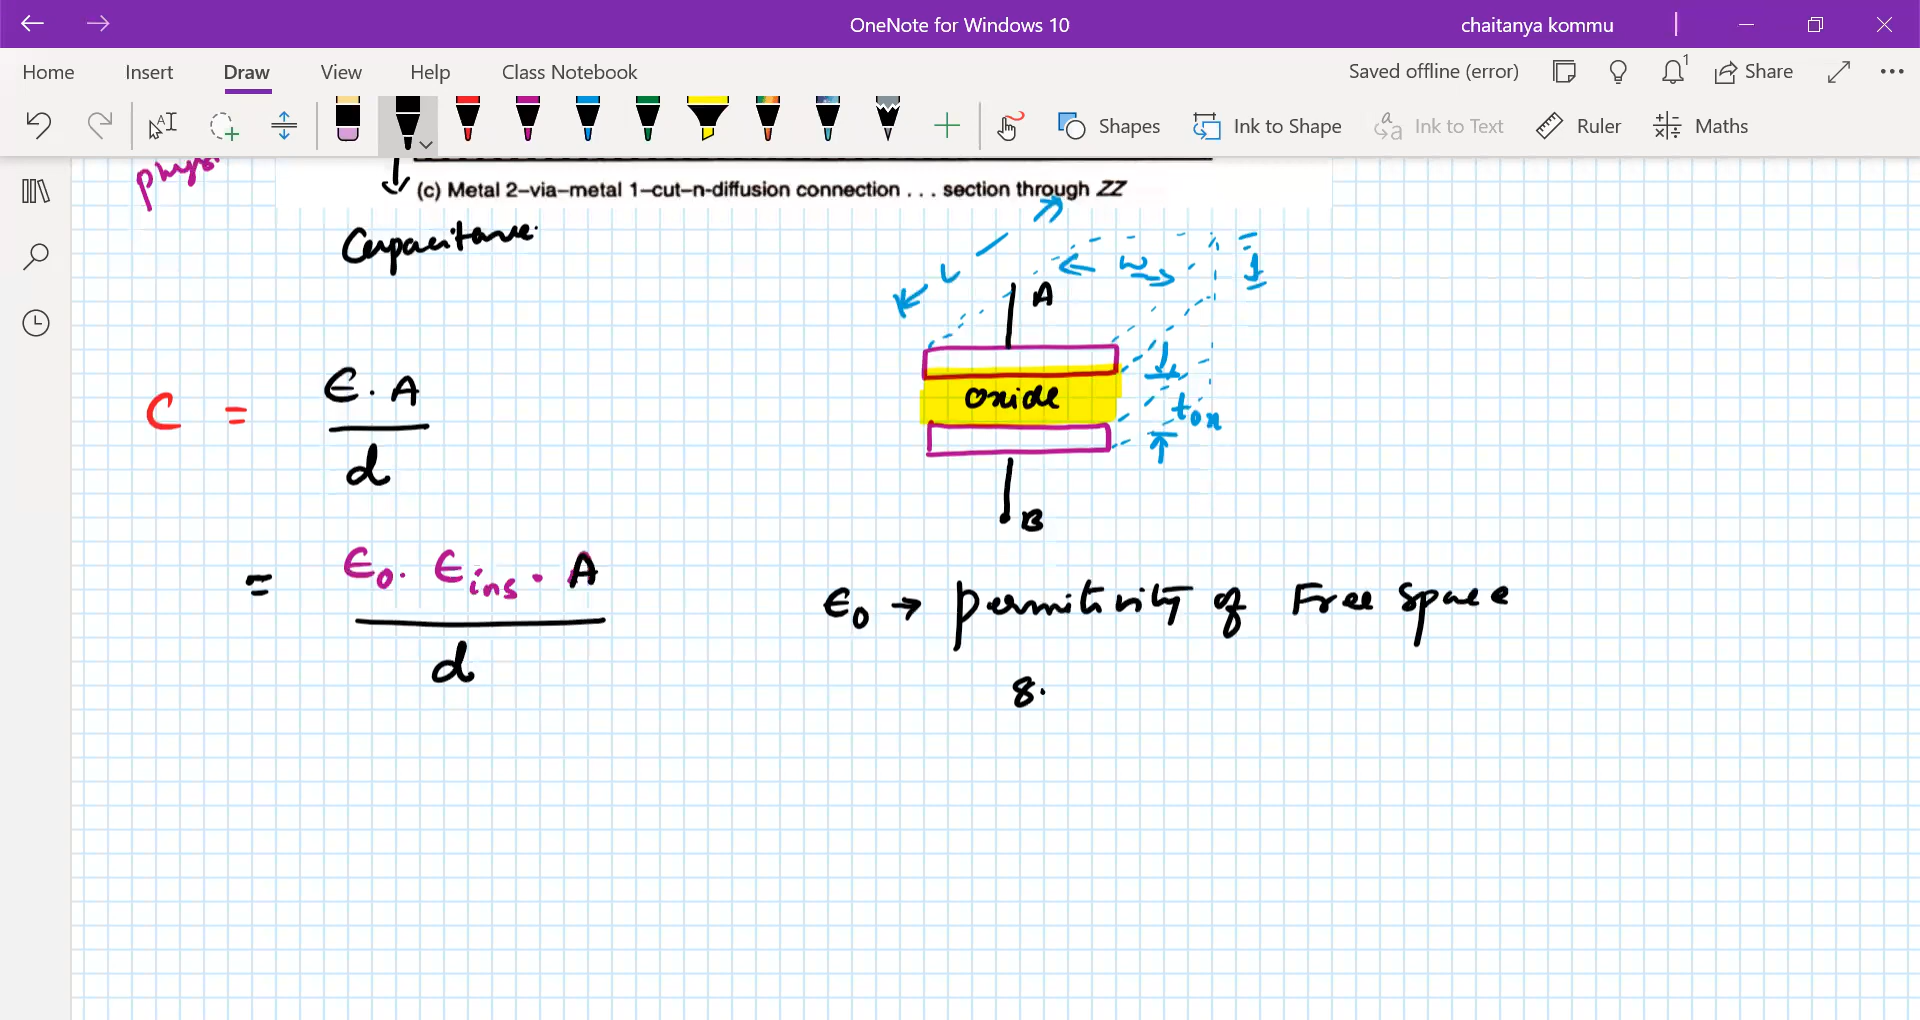 OneNote for Windows 10
chaitanya kommu
Home Insert Draw View Help Class Notebook
Saved offline (error) 1 Share
Shapes Ink to Shape Ink to Text Ruler Maths
(c) Metal 2–via–metal 1–cut–n–diffusion connection . . . section through ZZ
Capacitance
L W
A
C = ϵ . A / d
oxide
tox
B
= ϵ0 . ϵins . A / d
ϵ0 → permitivity of Free Space
8.